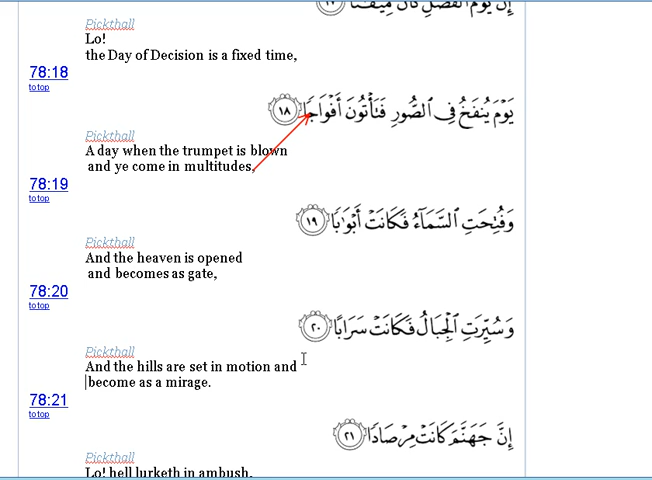 إِنَّ يَوْمَ ٱلْفَصْلِ كَانَ مِيقَٰتًا ١٧
Pickthall
Lo!
the Day of Decision is a fixed time,
78:18
to top
يَوْمَ يُنفَخُ فِى ٱلصُّورِ فَتَأْتُونَ أَفْوَاجًا ١٨
Pickthall
A day when the trumpet is blown
and ye come in multitudes,
78:19
to top
وَفُتِحَتِ ٱلسَّمَآءُ فَكَانَتْ أَبْوَٰبًا ١٩
Pickthall
And the heaven is opened
and becomes as gate,
78:20
to top
وَسُيِّرَتِ ٱلْجِبَالُ فَكَانَتْ سَرَابًا ٢٠
Pickthall
And the hills are set in motion and
become as a mirage.
78:21
to top
إِنَّ جَهَنَّمَ كَانَتْ مِرْصَادًا ٢١
Pickthall
Lo! hell lurketh in ambush,